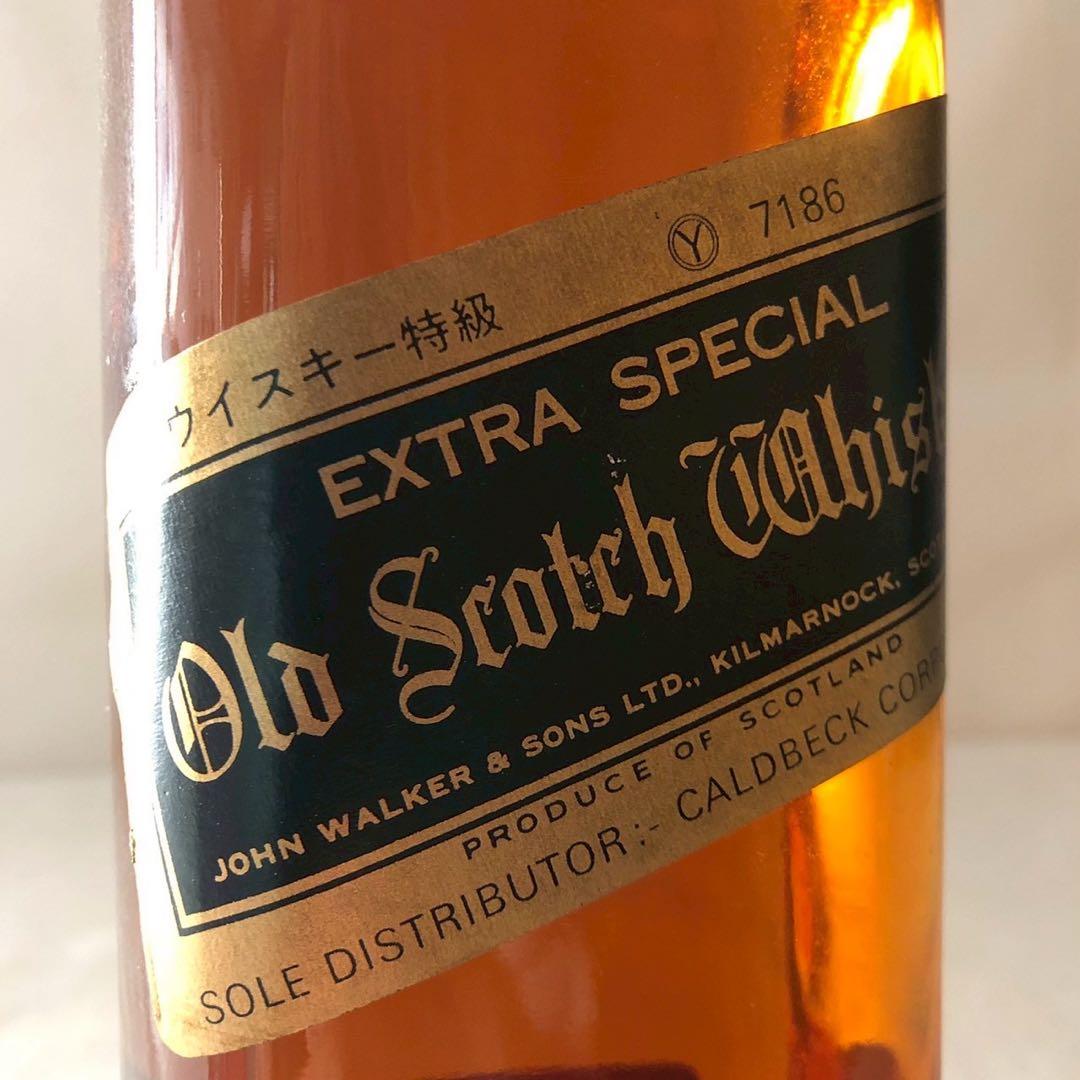 ウイスキー特級 Ⓨ 7186
EXTRA SPECIAL
Old Scotch
JOHN WALKER & SONS LTD., KILMARNOCK,
PRODUCE OF SCOTLAND
SOLE DISTRIBUTOR:- CALDBECK